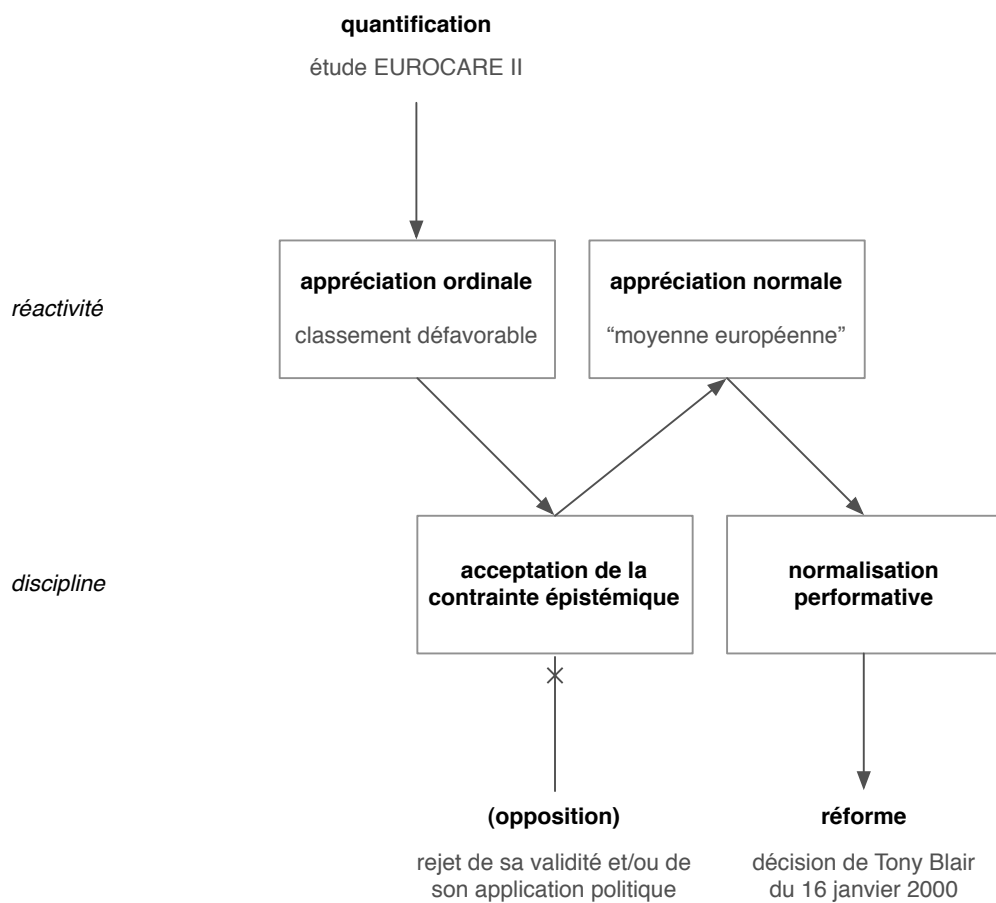 quantification
étude EUROCARE II
réactivité
appréciation ordinale
classement défavorable
appréciation normale
“moyenne européenne”
discipline
acceptation de la
contrainte épistémique
normalisation
performative
(opposition)
rejet de sa validité et/ou de
son application politique
réforme
décision de Tony Blair
du 16 janvier 2000